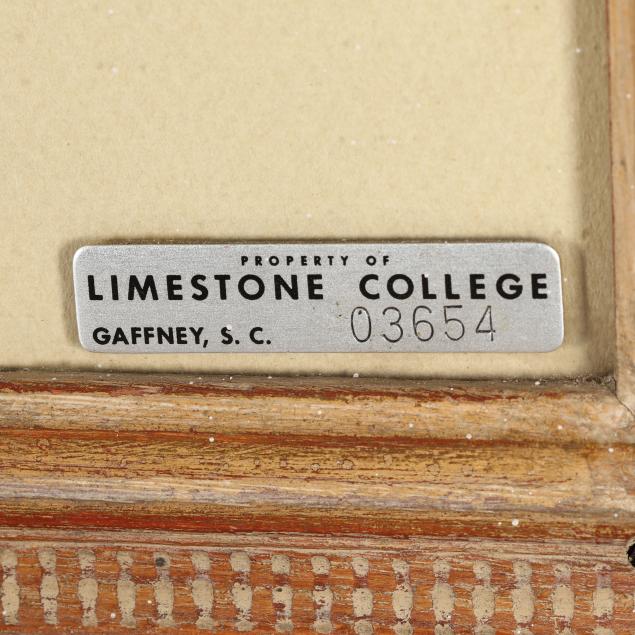 PROPERTY OF
LIMESTONE COLLEGE
GAFFNEY, S. C. 03654